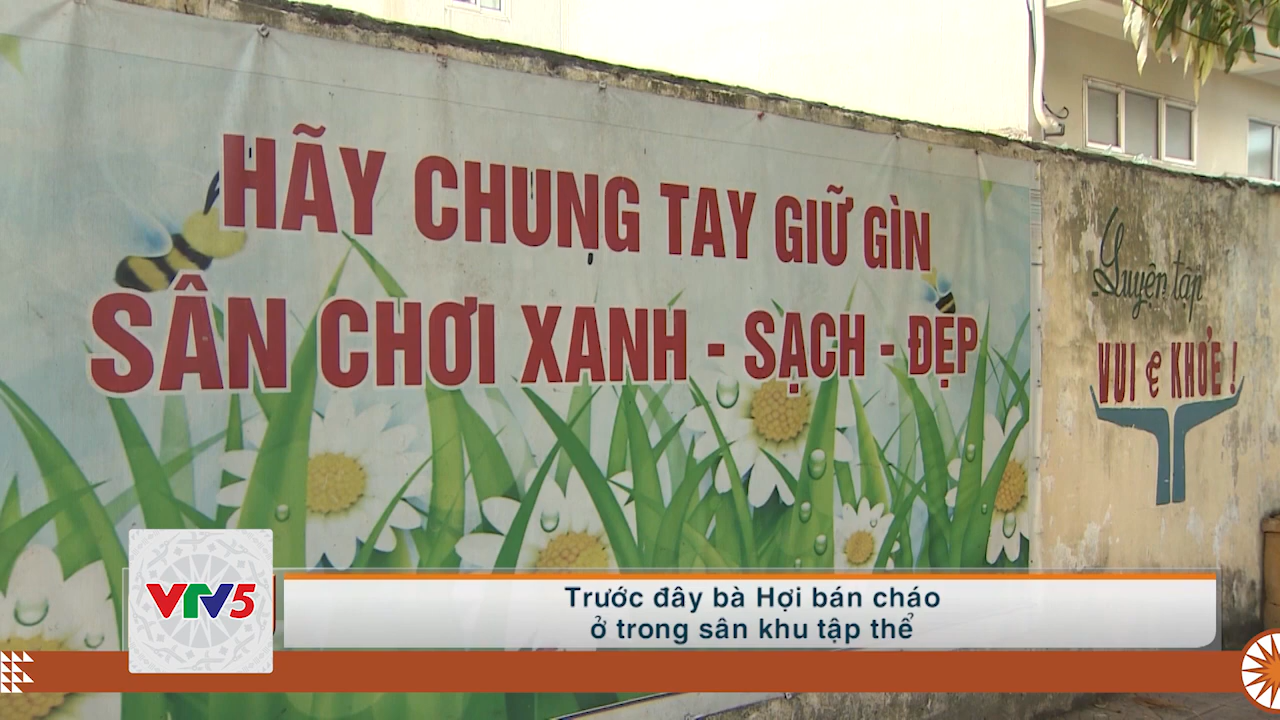 HÃY CHUNG TAY GIỮ GÌN
SÂN CHƠI XANH - SẠCH - ĐẸP
Luyện tập
VUI & KHOẺ !
VTV5
Trước đây bà Hợi bán cháo
ở trong sân khu tập thể